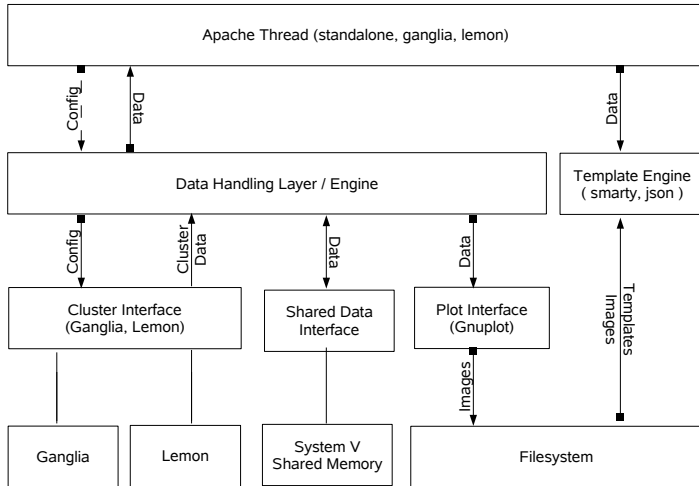 Apache Thread (standalone, ganglia, lemon)
Config
Data
Data
Data Handling Layer / Engine
Template Engine
( smarty, json )
Config
Cluster
Data
Data
Data
Templates
Images
Cluster Interface
(Ganglia, Lemon)
Shared Data
Interface
Plot Interface
(Gnuplot)
Images
Ganglia
Lemon
System V
Shared Memory
Filesystem